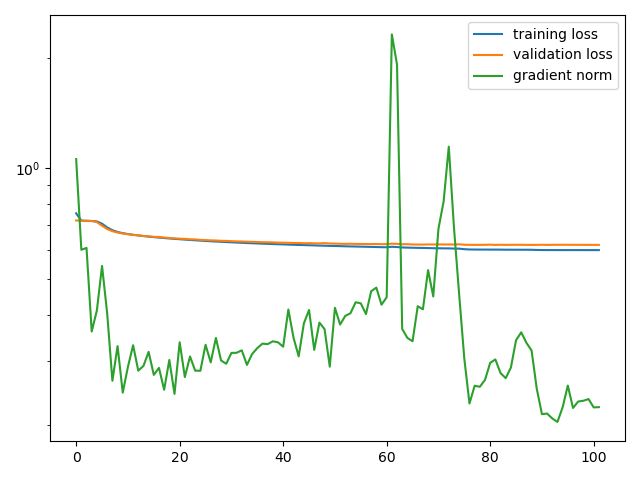 training loss
validation loss
gradient norm
10⁰
0 20 40 60 80 100